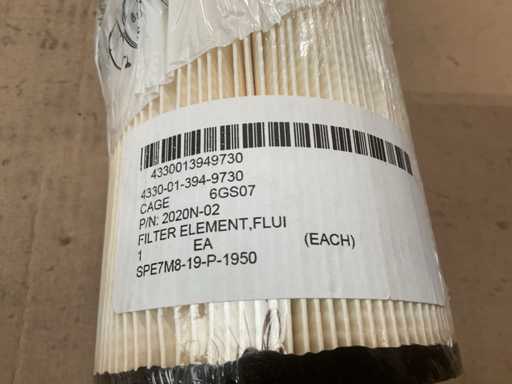 4330013949730
4330-01-394-9730
CAGE 6GS07
P/N: 2020N-02
FILTER ELEMENT,FLUI
1 EA (EACH)
SPE7M8-19-P-1950